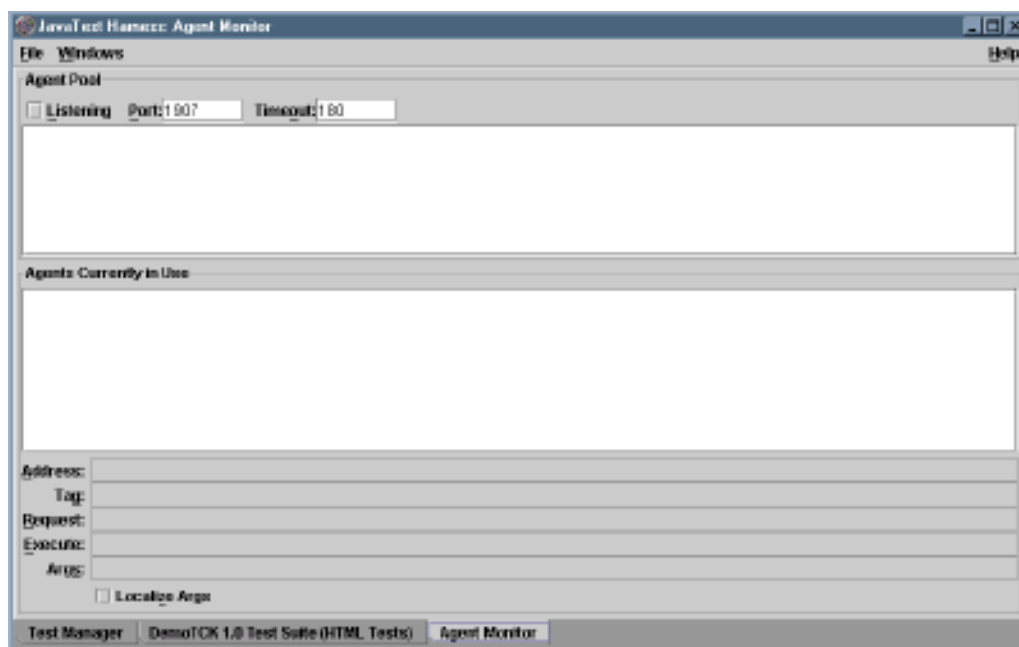 JavaTest Harness: Agent Monitor
File Windows Help
Agent Pool
Listening Port: 1907 Timeout: 180
Agents Currently in Use
Address:
Tag:
Request:
Execute:
Args:
Localize Args
Test Manager DemoTCK 1.0 Test Suite (HTML Tests) Agent Monitor